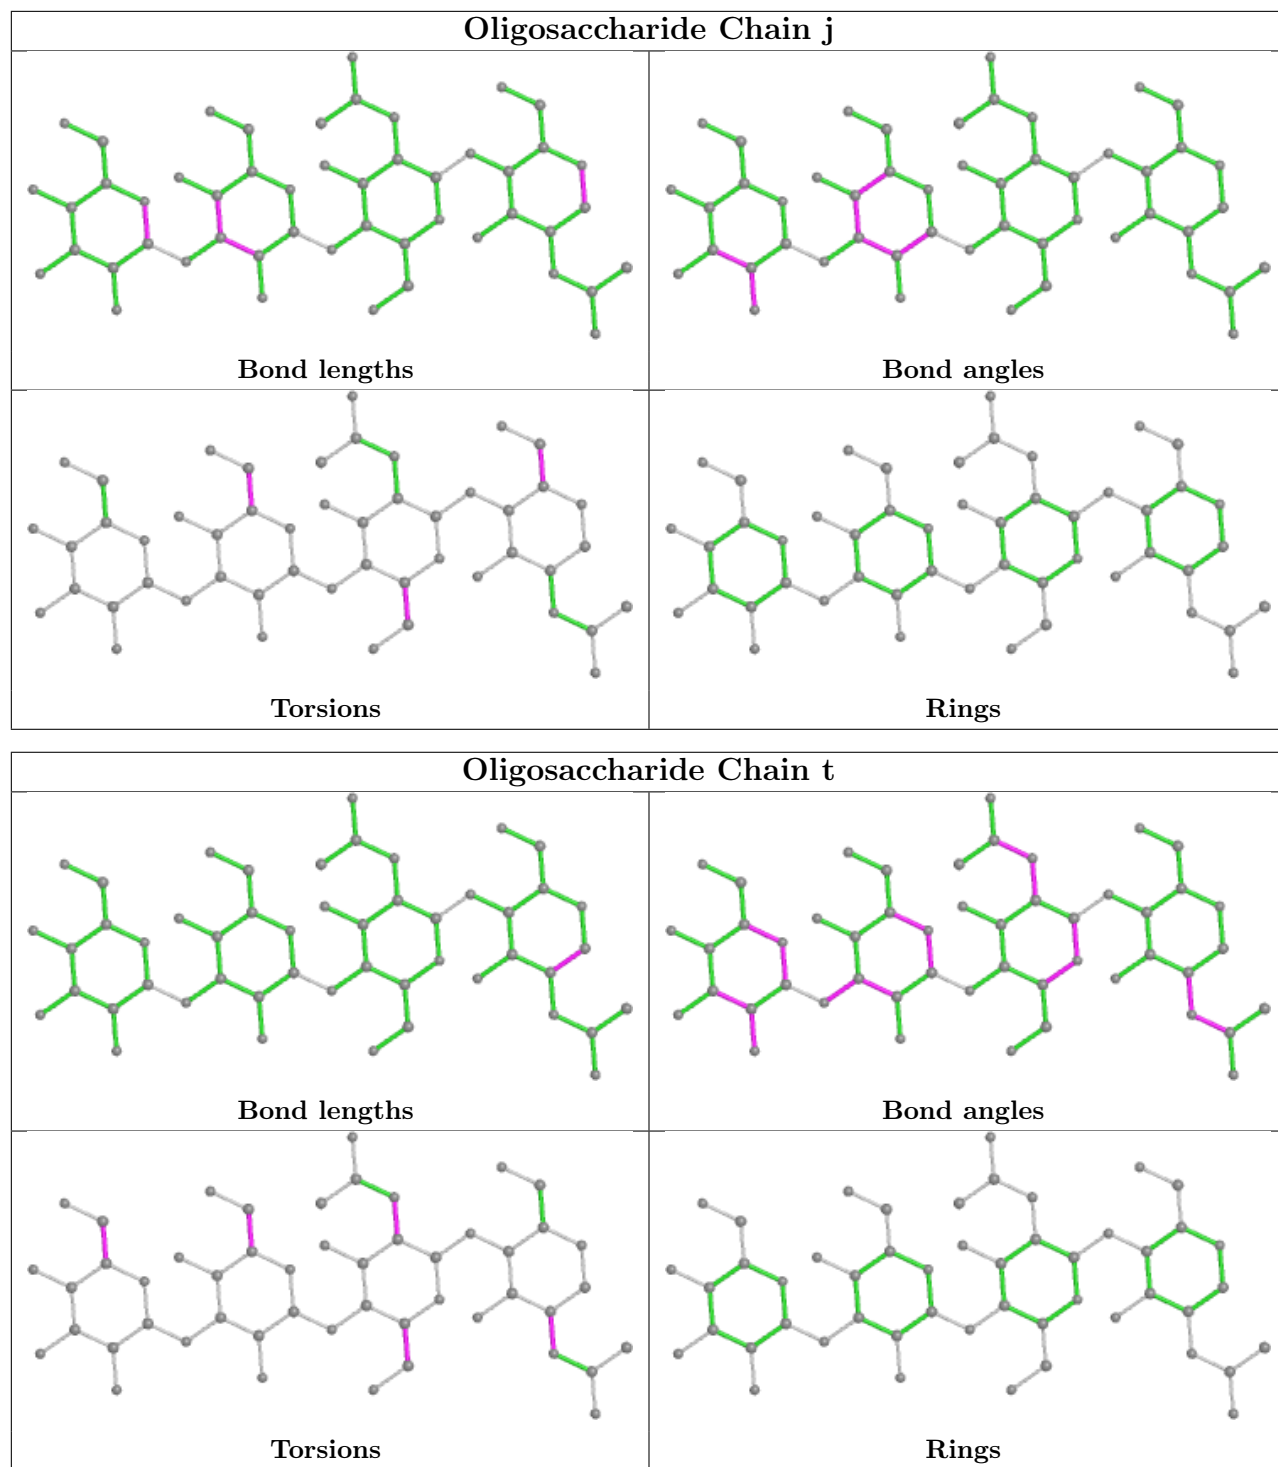 Oligosaccharide Chain j
Bond lengths
Bond angles
Torsions
Rings
Oligosaccharide Chain t
Bond lengths
Bond angles
Torsions
Rings